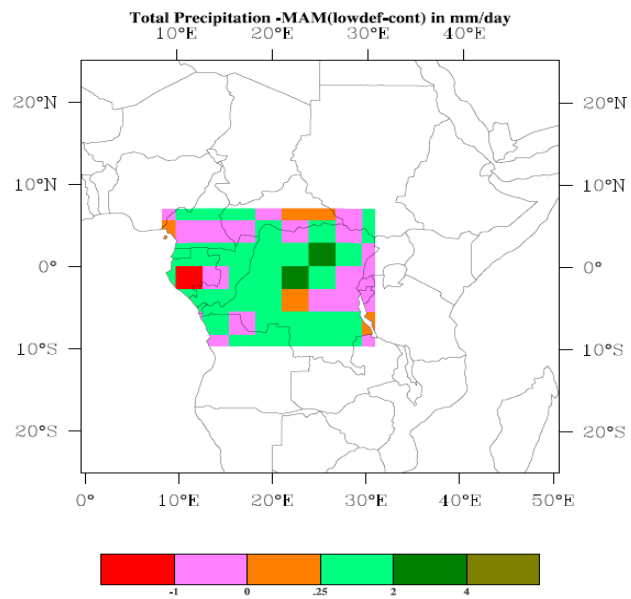 Total Precipitation -MAM(lowdef-cont) in mm/day
10°E 20°E 30°E 40°E
20°N 20°N
10°N 10°N
0° 0°
10°S 10°S
20°S 20°S
0° 10°E 20°E 30°E 40°E 50°E
-1 0 .25 2 4